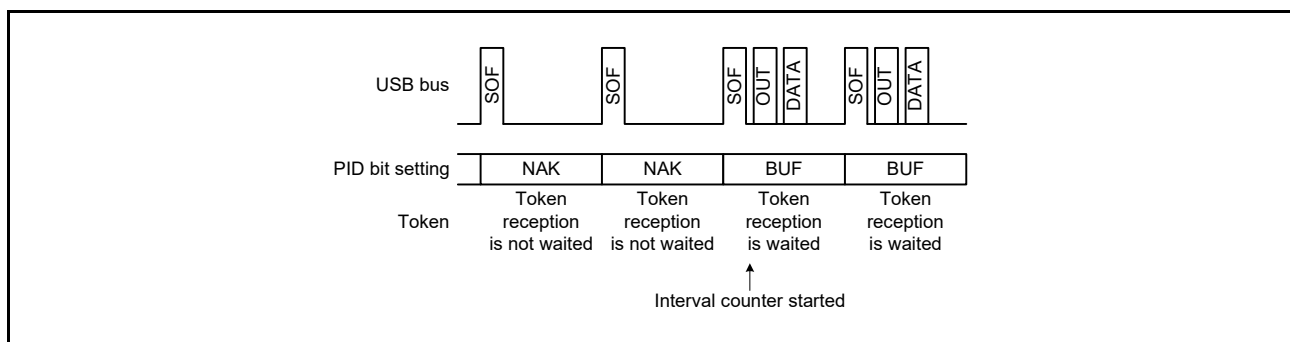 USB bus
SOF
SOF
SOF
OUT
DATA
SOF
OUT
DATA
PID bit setting
NAK
NAK
BUF
BUF
Token
Token
reception
is not waited
Token
reception
is not waited
Token
reception
is waited
Token
reception
is waited
Interval counter started